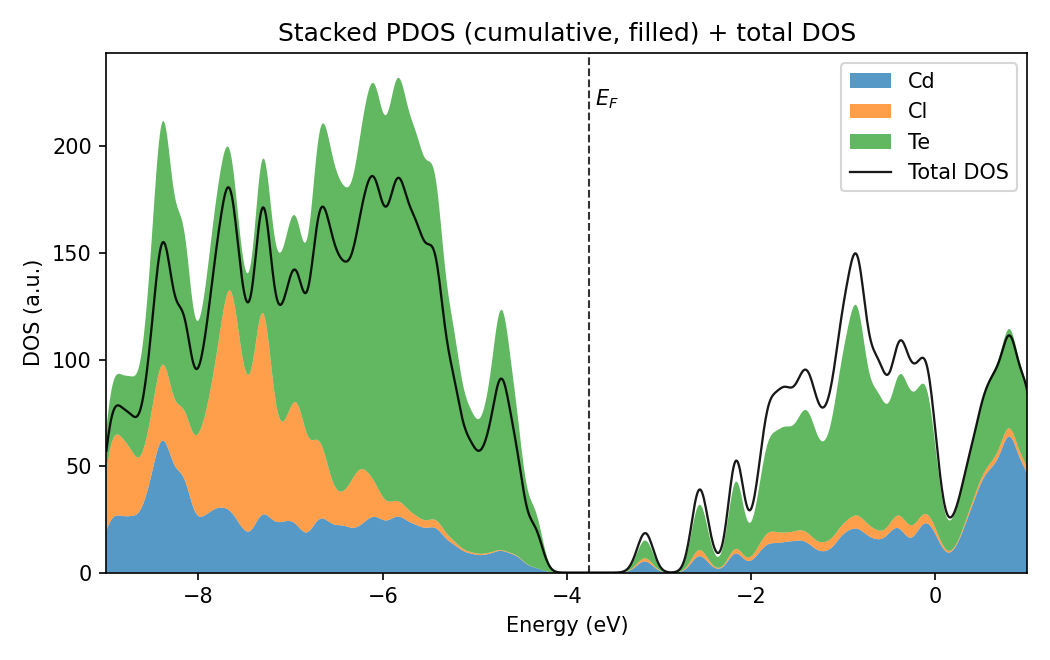 Stacked PDOS (cumulative, filled) + total DOS
DOS (a.u.)
200
150
100
50
0
E_F
Cd
Cl
Te
Total DOS
−8 −6 −4 −2 0
Energy (eV)